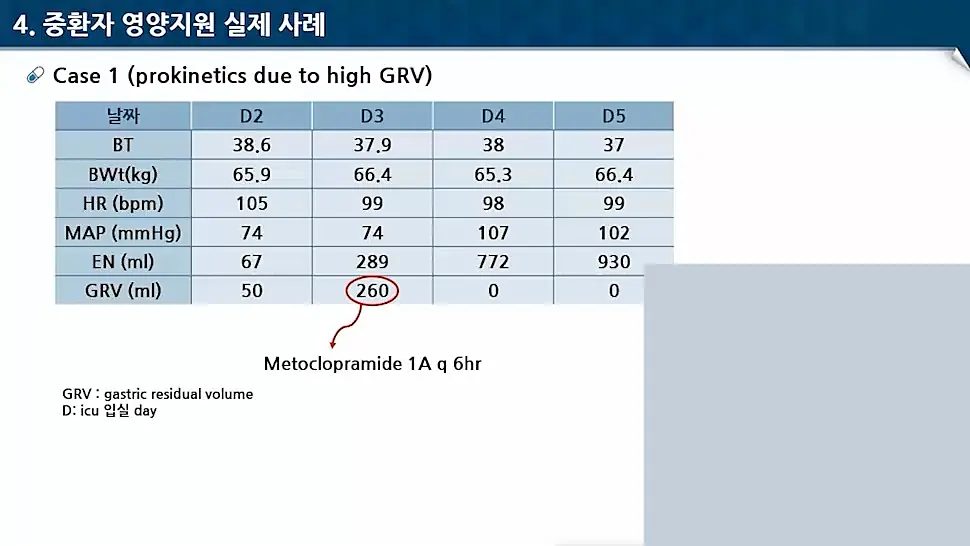 4. 중환자 영양지원 실제 사례
Case 1 (prokinetics due to high GRV)
날짜 D2 D3 D4 D5
BT 38.6 37.9 38 37
BWt(kg) 65.9 66.4 65.3 66.4
HR (bpm) 105 99 98 99
MAP (mmHg) 74 74 107 102
EN (ml) 67 289 772 930
GRV (ml) 50 260 0 0
Metoclopramide 1A q 6hr
GRV : gastric residual volume
D: icu 입실 day